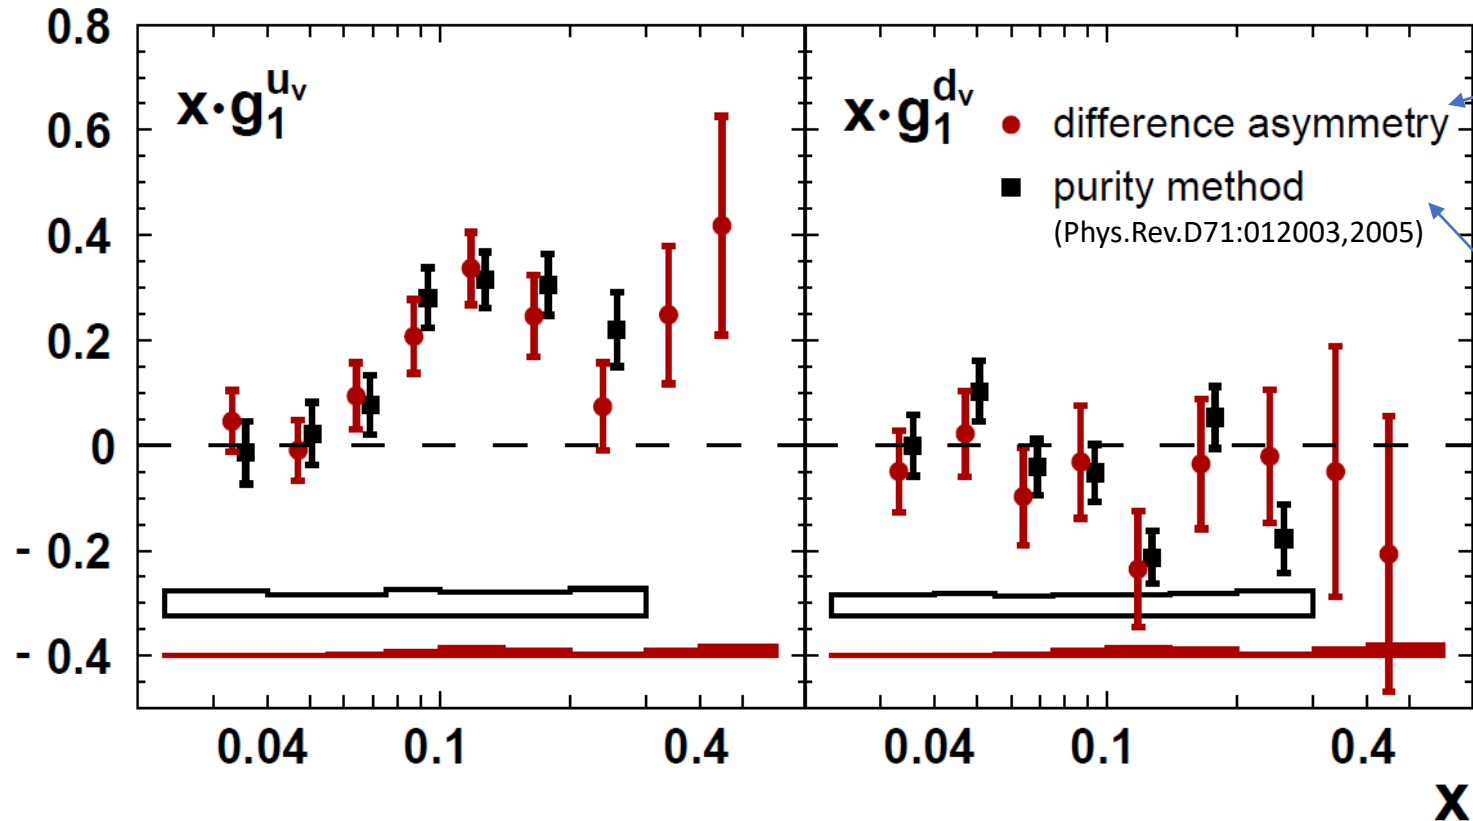 0.8
0.6
0.4
0.2
0
- 0.2
- 0.4
x·g₁ᵘᵛ
x·g₁ᵈᵛ
difference asymmetry
purity method
(Phys.Rev.D71:012003,2005)
0.04 0.1 0.4
0.04 0.1 0.4
x